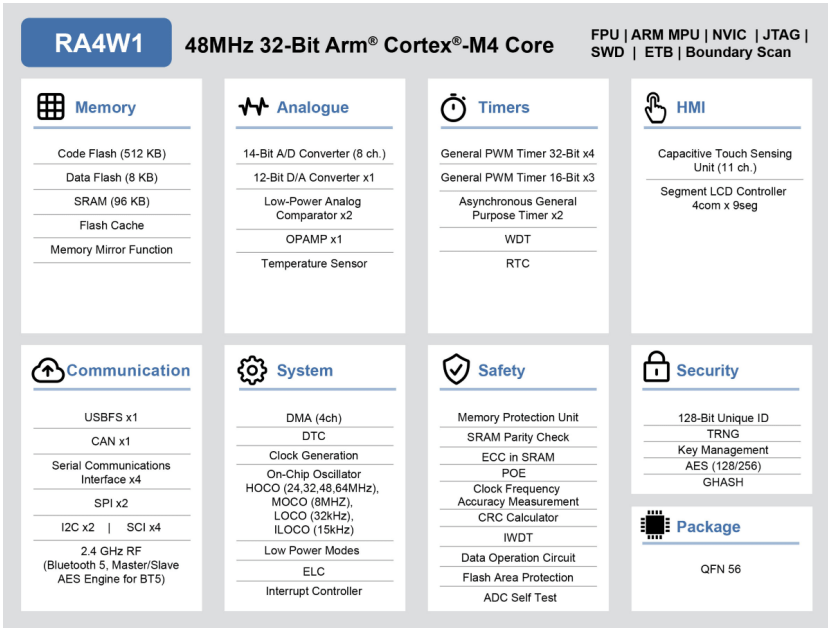 RA4W1
48MHz 32-Bit Arm® Cortex®-M4 Core
FPU | ARM MPU | NVIC | JTAG |
SWD | ETB | Boundary Scan
Memory
Code Flash (512 KB)
Data Flash (8 KB)
SRAM (96 KB)
Flash Cache
Memory Mirror Function
Analogue
14-Bit A/D Converter (8 ch.)
12-Bit D/A Converter x1
Low-Power Analog
Comparator x2
OPAMP x1
Temperature Sensor
Timers
General PWM Timer 32-Bit x4
General PWM Timer 16-Bit x3
Asynchronous General
Purpose Timer x2
WDT
RTC
HMI
Capacitive Touch Sensing
Unit (11 ch.)
Segment LCD Controller
4com x 9seg
Communication
USBFS x1
CAN x1
Serial Communications
Interface x4
SPI x2
I2C x2 | SCI x4
2.4 GHz RF
(Bluetooth 5, Master/Slave
AES Engine for BT5)
System
DMA (4ch)
DTC
Clock Generation
On-Chip Oscillator
HOCO (24,32,48,64MHz),
MOCO (8MHZ),
LOCO (32kHz),
ILOCO (15kHz)
Low Power Modes
ELC
Interrupt Controller
Safety
Memory Protection Unit
SRAM Parity Check
ECC in SRAM
POE
Clock Frequency
Accuracy Measurement
CRC Calculator
IWDT
Data Operation Circuit
Flash Area Protection
ADC Self Test
Security
128-Bit Unique ID
TRNG
Key Management
AES (128/256)
GHASH
Package
QFN 56